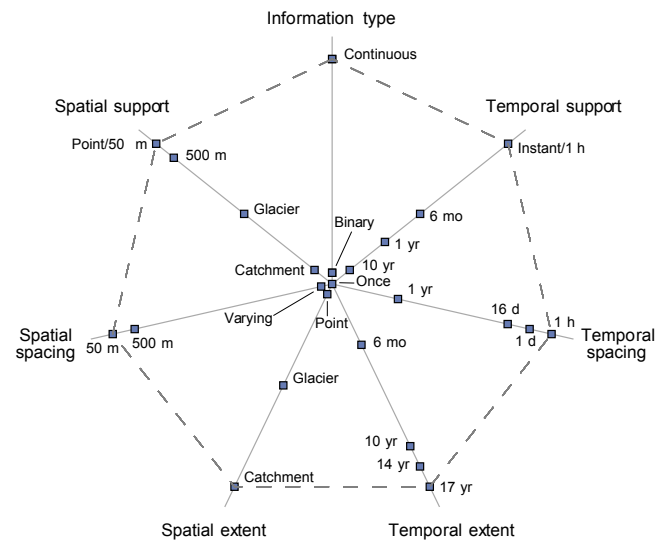 Information type
Continuous
Spatial support
Temporal support
Point/50 m
500 m
Instant/1 h
Glacier
6 mo
Binary
1 yr
Catchment
10 yr
Once
1 yr
Varying
Point
16 d
1 h
Spatial
spacing
50 m
500 m
1 d
Temporal
spacing
6 mo
Glacier
10 yr
14 yr
Catchment
17 yr
Spatial extent
Temporal extent